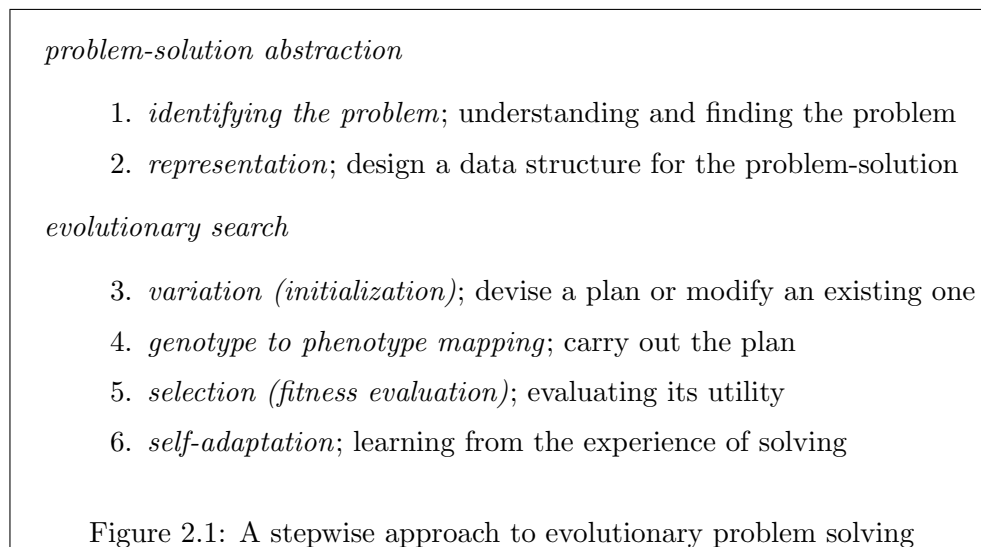 problem-solution abstraction
1. identifying the problem; understanding and finding the problem
2. representation; design a data structure for the problem-solution
evolutionary search
3. variation (initialization); devise a plan or modify an existing one
4. genotype to phenotype mapping; carry out the plan
5. selection (fitness evaluation); evaluating its utility
6. self-adaptation; learning from the experience of solving
Figure 2.1: A stepwise approach to evolutionary problem solving